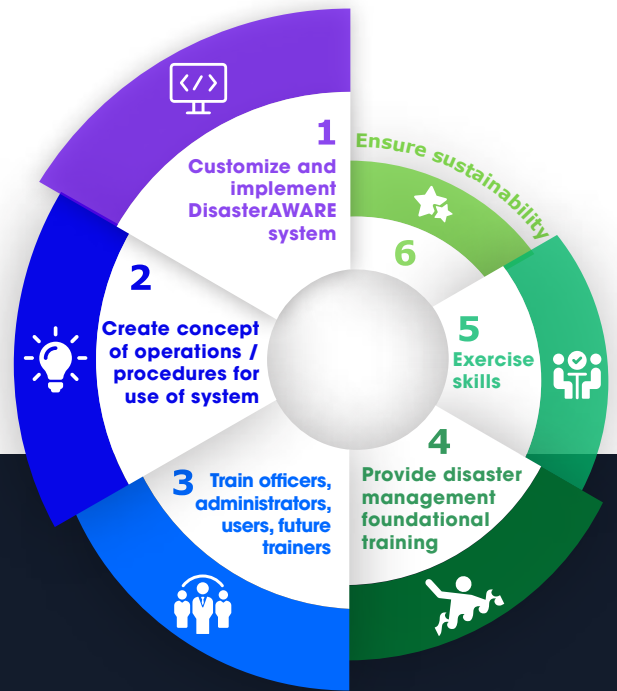 1
Customize and
implement
DisasterAWARE
system
2
Create concept
of operations /
procedures for
use of system
3
Train officers,
administrators,
users, future
trainers
4
Provide disaster
management
foundational
training
5
Exercise
skills
6
Ensure sustainability